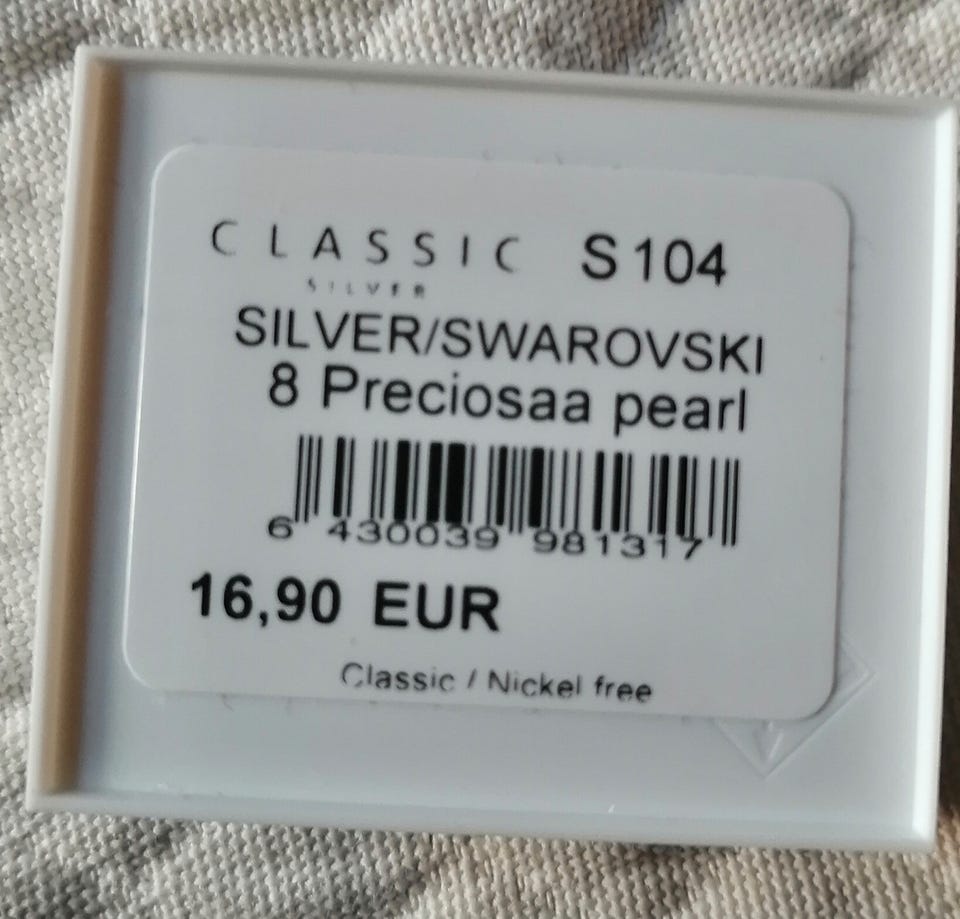 CLASSIC S104
SILVER
SILVER/SWAROVSKI
8 Preciosaa pearl
6 430039 981317
16,90 EUR
Classic / Nickel free